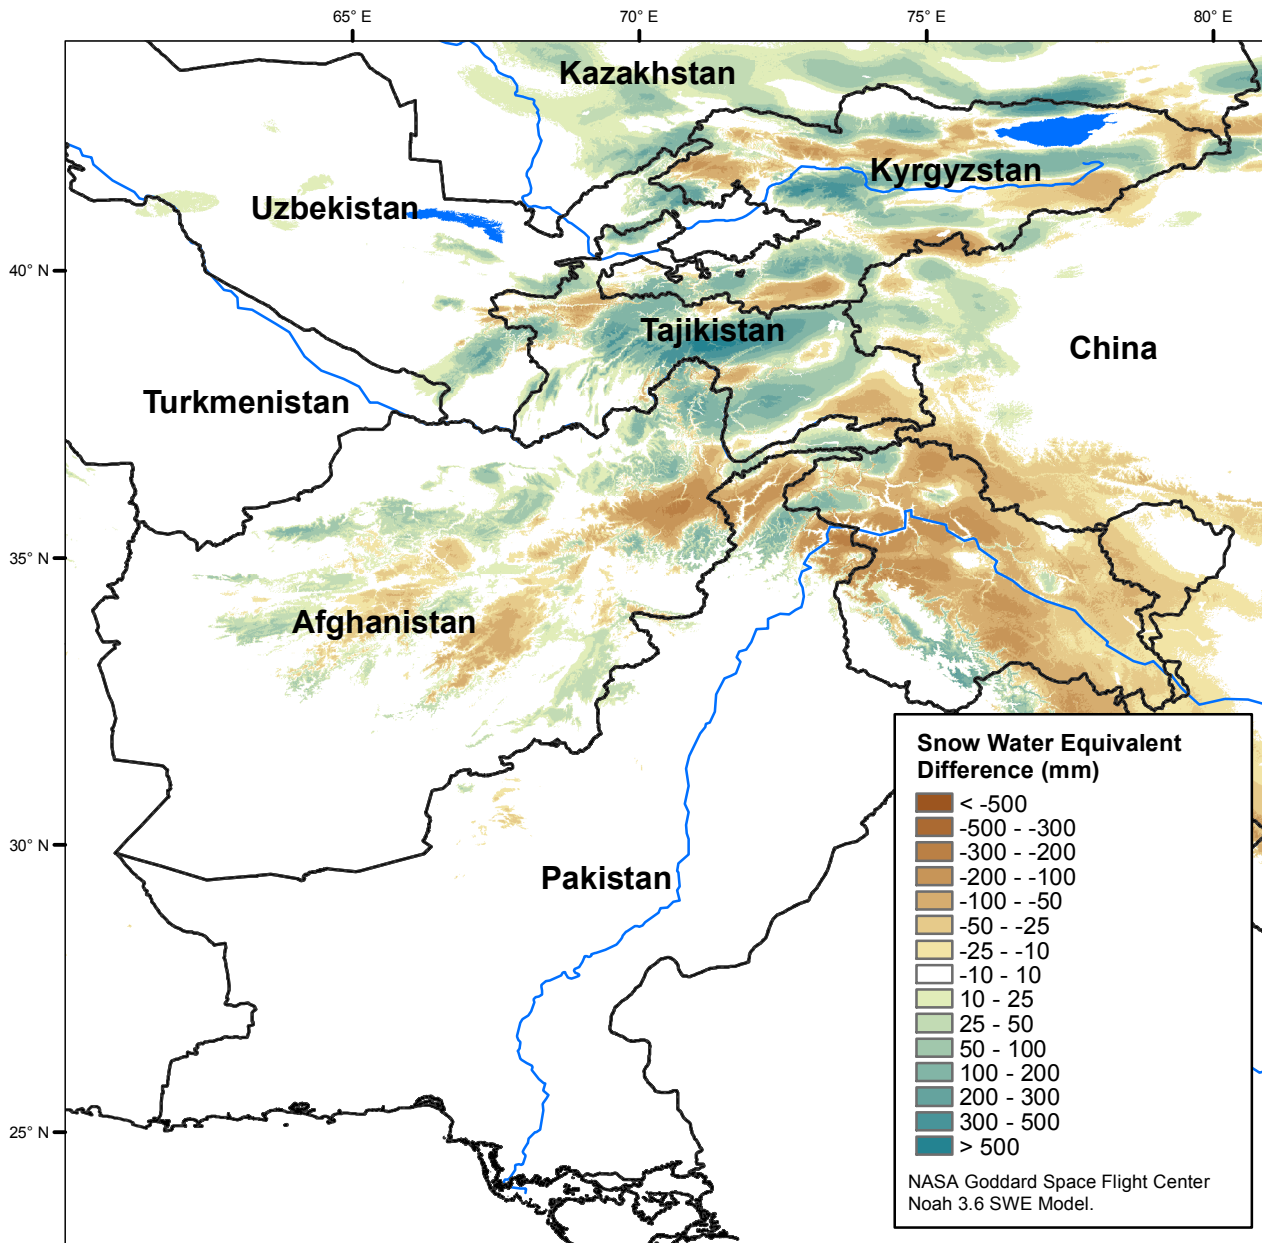 65° E
70° E
75° E
80° E
Kazakhstan
Kyrgyzstan
Uzbekistan
40° N
Tajikistan
China
Turkmenistan
35° N
Afghanistan
Snow Water Equivalent
Difference (mm)
< -500
-500 - -300
-300 - -200
-200 - -100
-100 - -50
-50 - -25
-25 - -10
-10 - 10
10 - 25
25 - 50
50 - 100
100 - 200
200 - 300
300 - 500
> 500
NASA Goddard Space Flight Center
Noah 3.6 SWE Model.
30° N
Pakistan
25° N